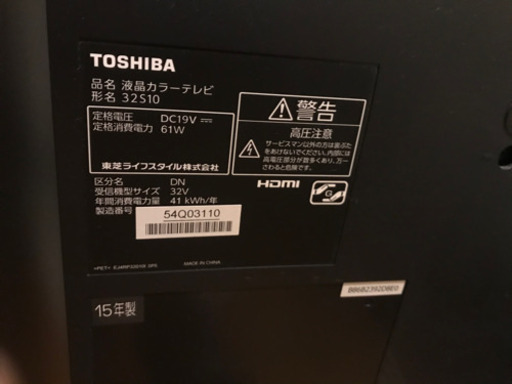 TOSHIBA
品名 液晶カラーテレビ
形名 32S10
定格電圧 DC19V
定格消費電力 61W
東芝ライフスタイル株式会社
区分名 DN
受信機型サイズ 32V
年間消費電力量 41 kWh/年
製造番号
54Q03110
警告
高圧注意
サービスマン以外の方は裏ぶた
をあけないでください。内部には
高電圧部分が数多くあり、万一
さわると危険です。
HDMI
G
MADE IN CHINA
15年製